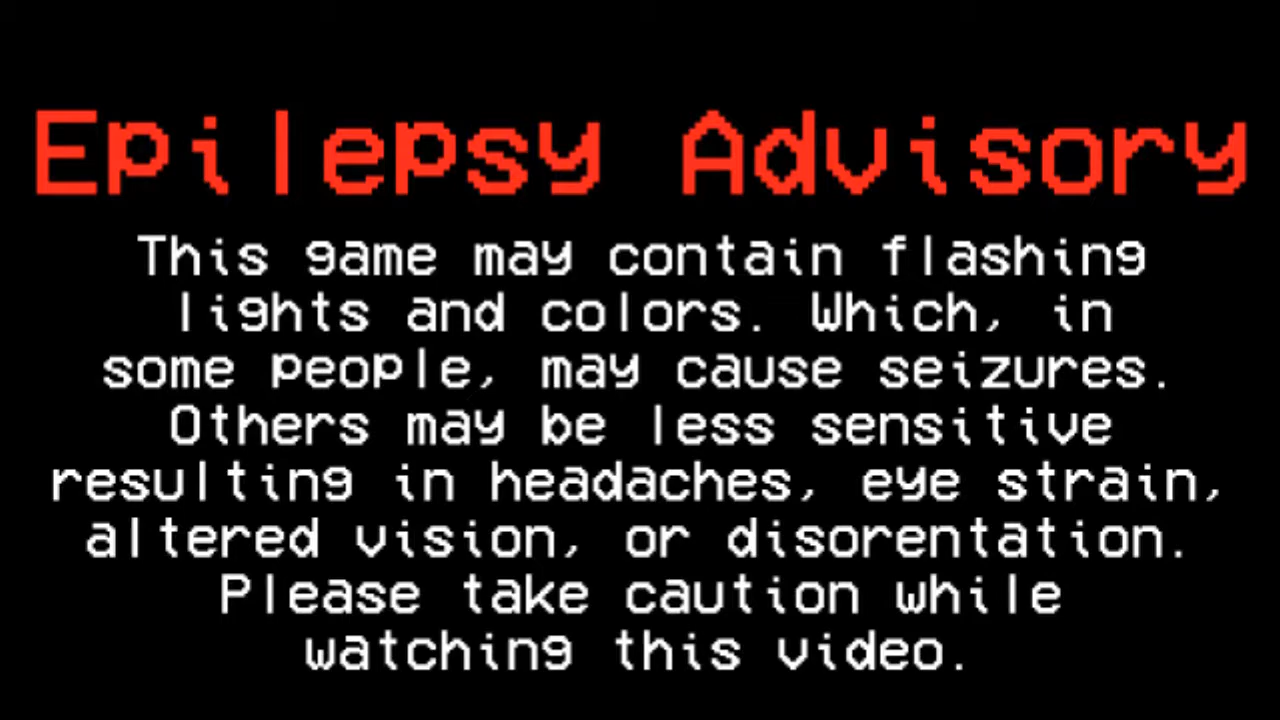 Epilepsy Advisory
This game may contain flashing
lights and colors. Which, in
some people, may cause seizures.
Others may be less sensitive
resulting in headaches, eye strain,
altered vision, or disorentation.
Please take caution while
watching this video.